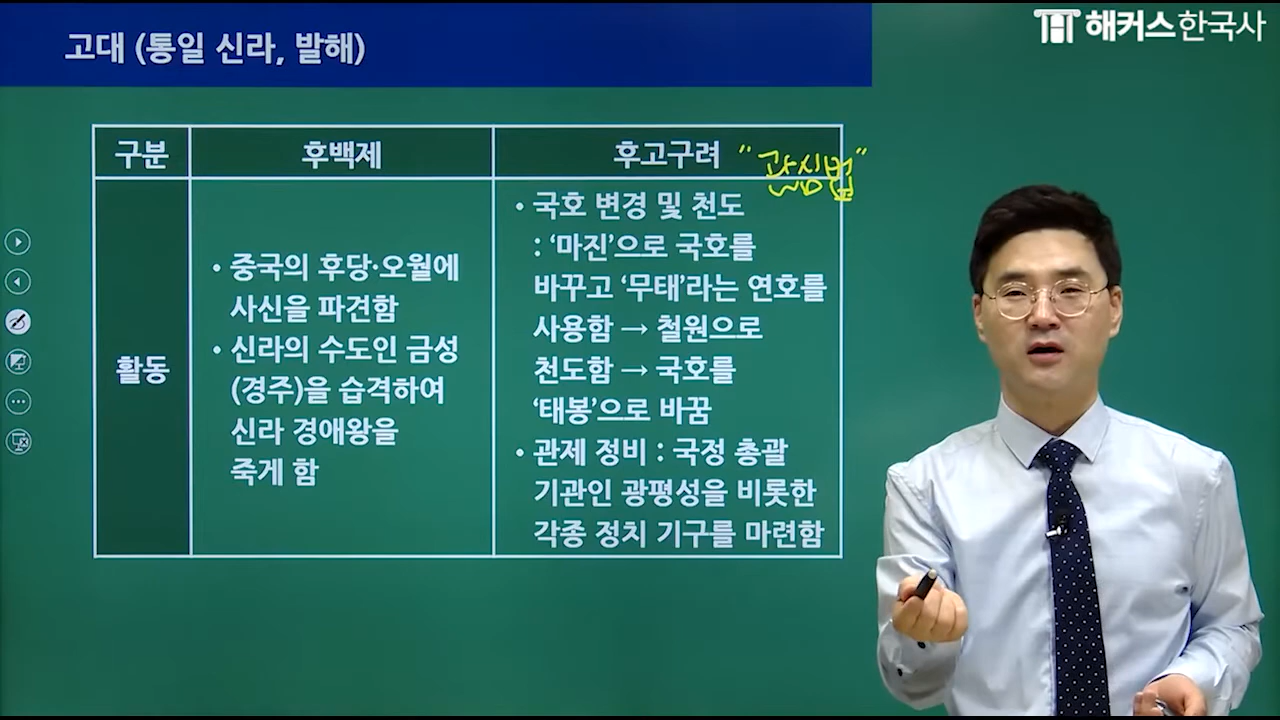 고대 (통일 신라, 발해)
해커스한국사
구분
후백제
후고구려
"관심법"
활동
• 중국의 후당·오월에
사신을 파견함
• 신라의 수도인 금성
(경주)을 습격하여
신라 경애왕을
죽게 함
• 국호 변경 및 천도
: ‘마진’으로 국호를
바꾸고 ‘무태’라는 연호를
사용함 → 철원으로
천도함 → 국호를
‘태봉’으로 바꿈
• 관제 정비 : 국정 총괄
기관인 광평성을 비롯한
각종 정치 기구를 마련함